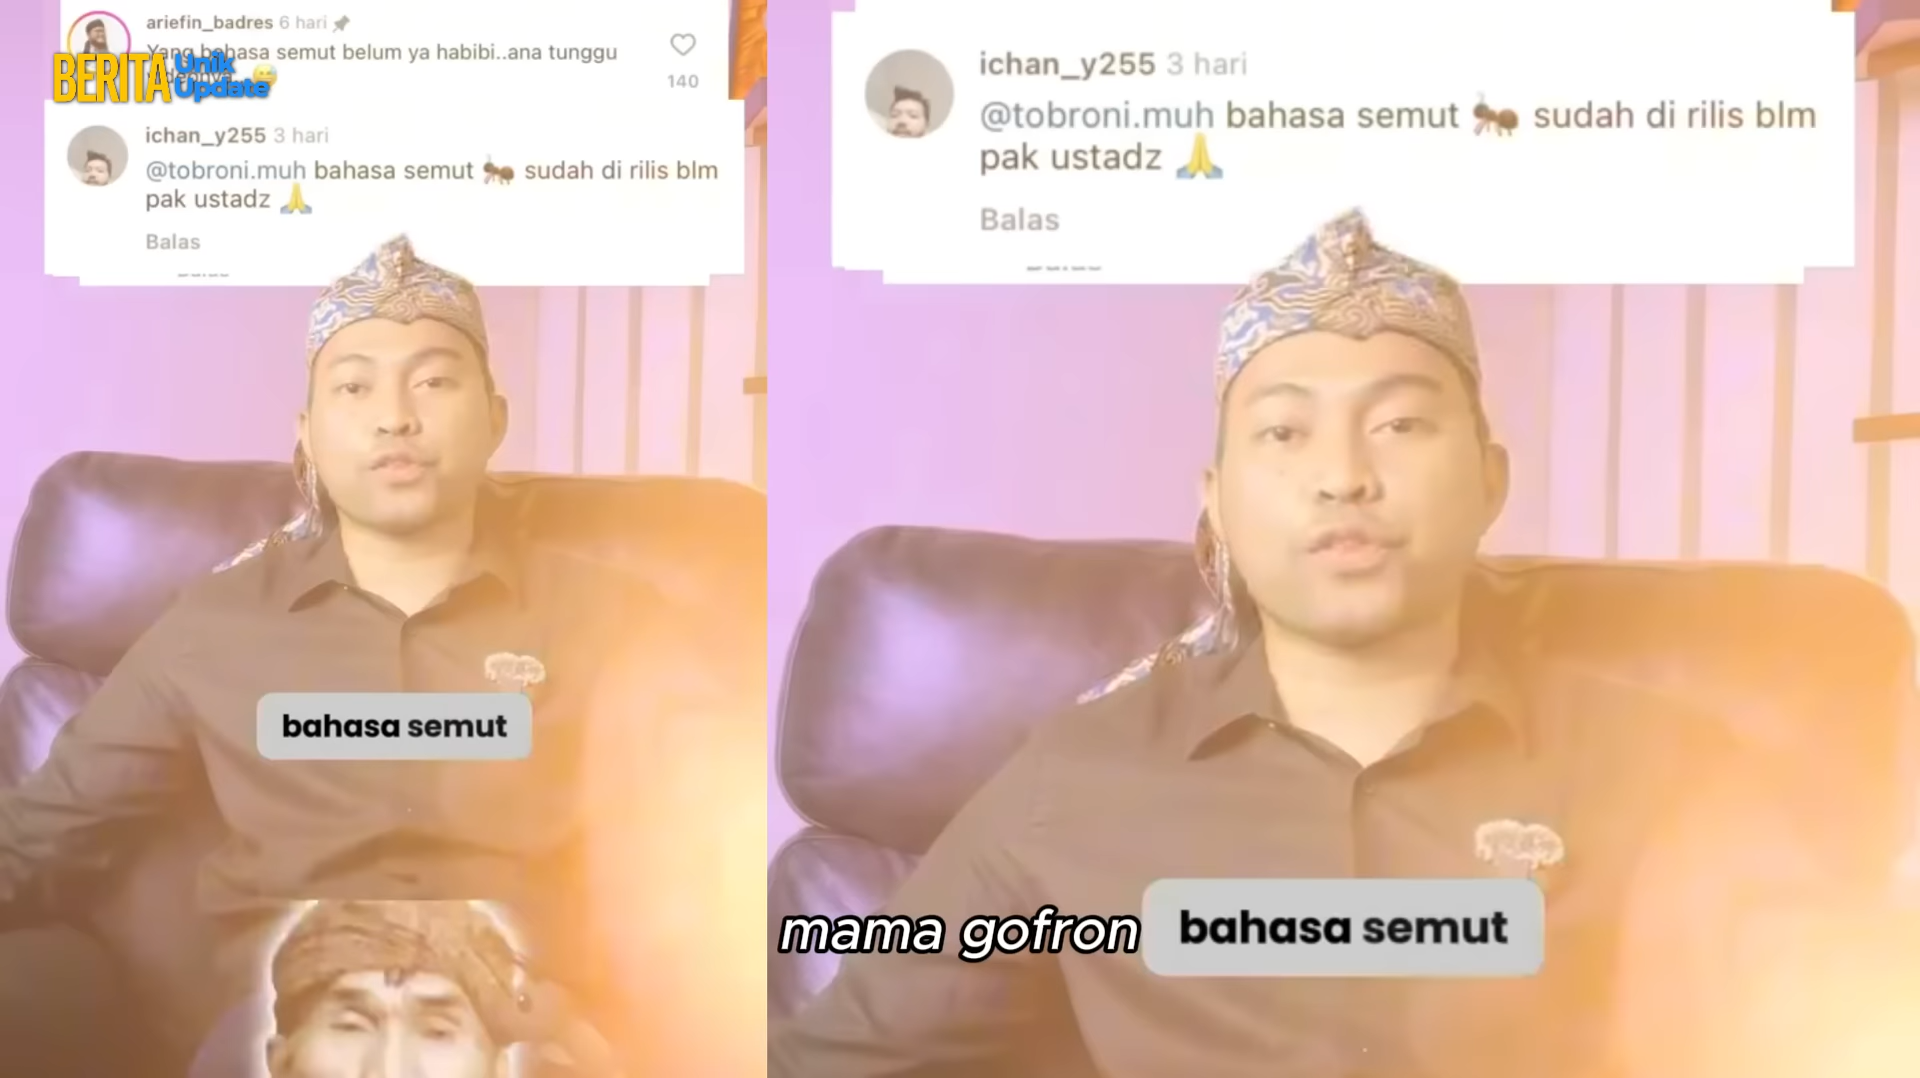 ariefin_badres 6 hari
Yang bahasa semut belum ya habibi..ana tunggu
140
BERITA Unik Update
ichan_y255 3 hari
@tobroni.muh bahasa semut 🐜 sudah di rilis blm
pak ustadz 🙏
Balas
bahasa semut
ichan_y255 3 hari
@tobroni.muh bahasa semut 🐜 sudah di rilis blm
pak ustadz 🙏
Balas
mama gofron
bahasa semut